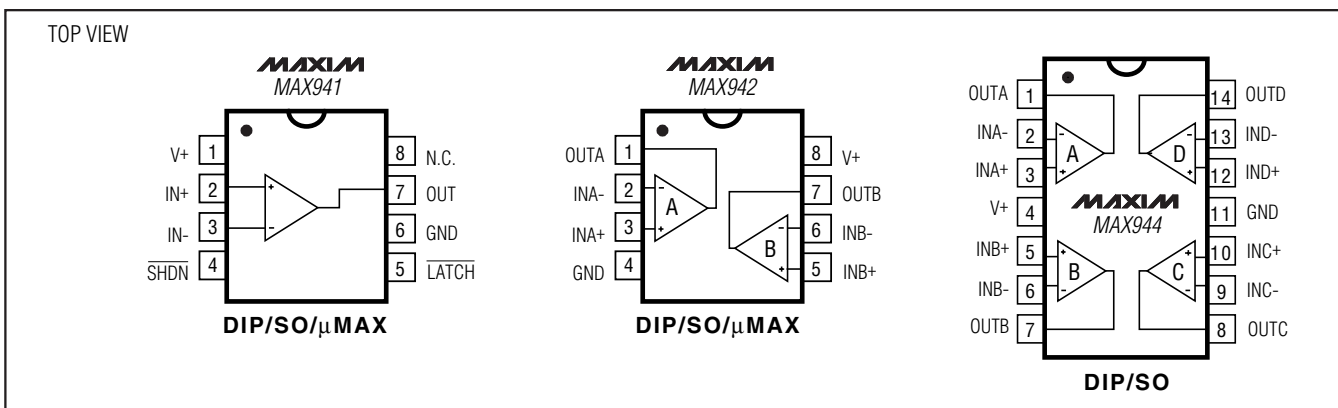 TOP VIEW
MAXIM
MAX941
V+ 1
IN+ 2
IN- 3
SHDN 4
8 N.C.
7 OUT
6 GND
5 LATCH
+
-
DIP/SO/µMAX
MAXIM
MAX942
OUTA 1
INA- 2
INA+ 3
GND 4
8 V+
7 OUTB
6 INB-
5 INB+
-
A
+
-
B
+
DIP/SO/µMAX
OUTA 1
INA- 2
INA+ 3
V+ 4
INB+ 5
INB- 6
OUTB 7
14 OUTD
13 IND-
12 IND+
11 GND
10 INC+
9 INC-
8 OUTC
-
A
+
-
D
+
MAXIM
MAX944
+
B
-
+
C
-
DIP/SO